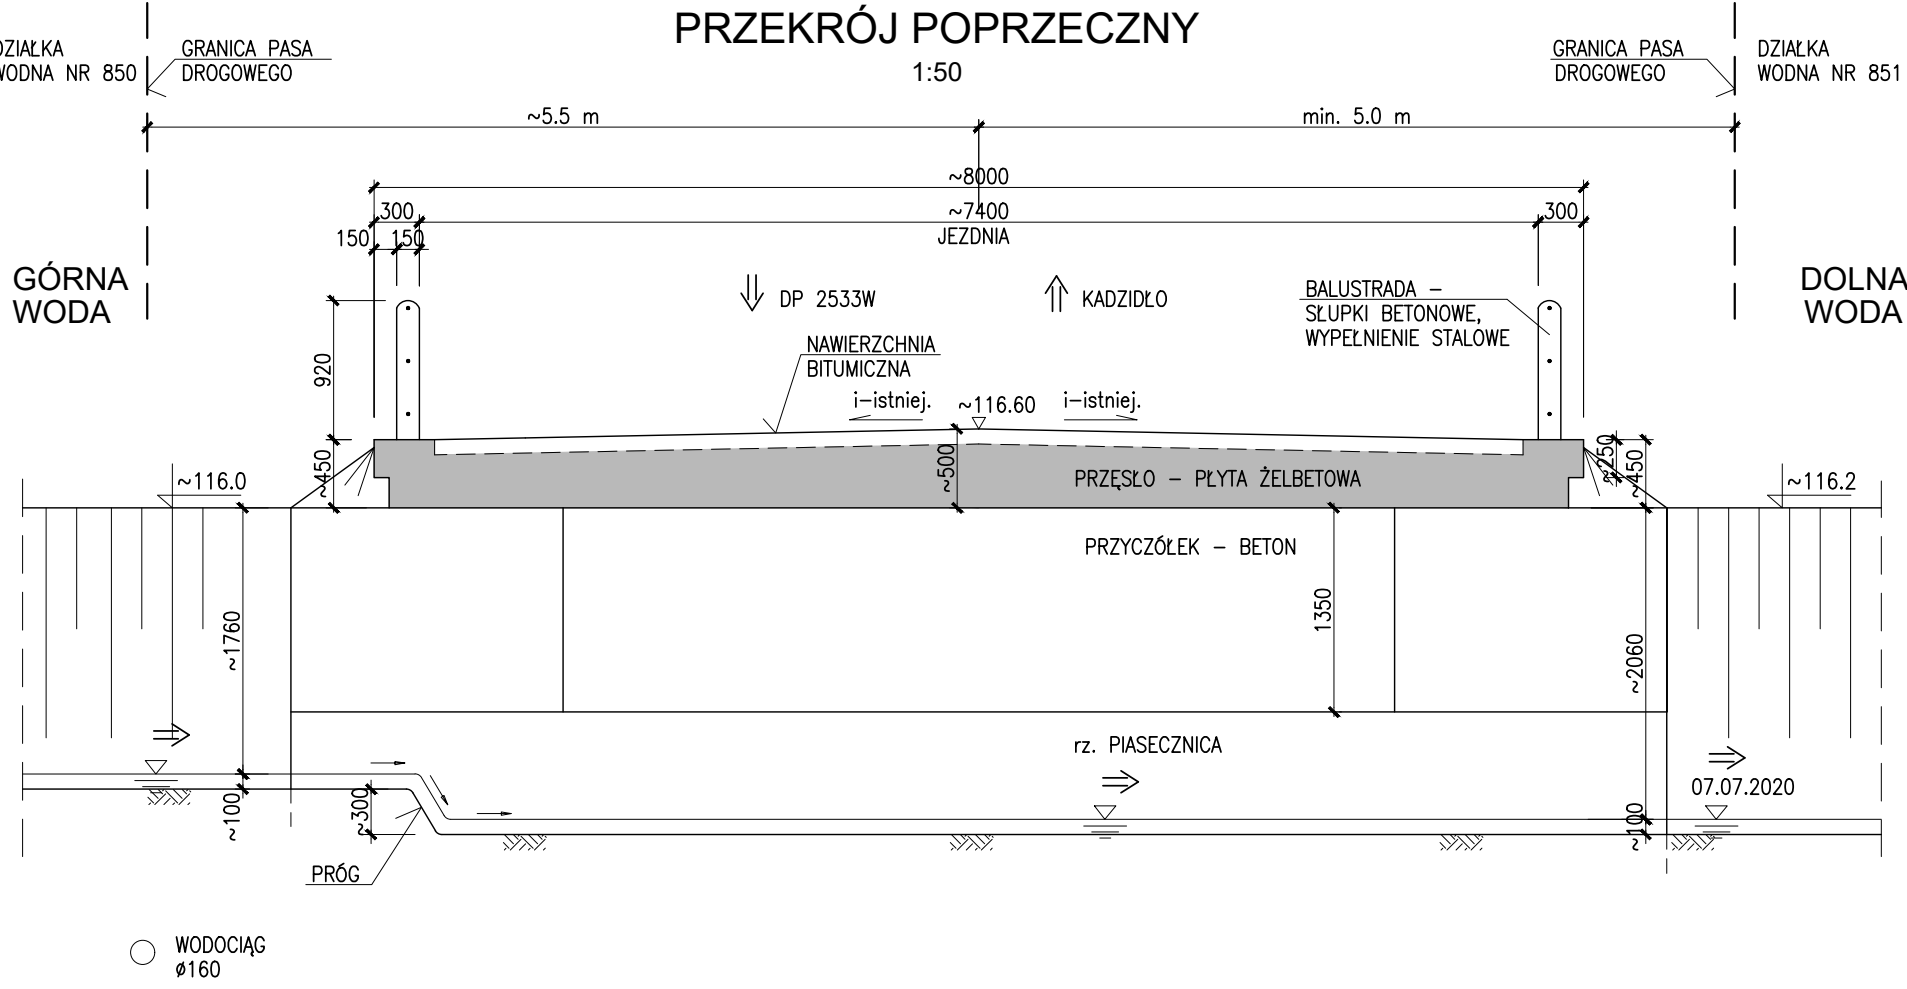 PRZEKRÓJ POPRZECZNY
1:50
DZIAŁKA
WODNA NR 850
GRANICA PASA
DROGOWEGO
GRANICA PASA
DROGOWEGO
DZIAŁKA
WODNA NR 851
~5.5 m
min. 5.0 m
~8000
300
~7400
300
JEZDNIA
150
150
GÓRNA
WODA
DP 2533W
KADZIDŁO
BALUSTRADA –
SŁUPKI BETONOWE,
WYPEŁNIENIE STALOWE
DOLNA
WODA
920
NAWIERZCHNIA
BITUMICZNA
i-istniej.
~116.60
i-istniej.
~450
~500
~250
~450
PRZĘSŁO – PŁYTA ŻELBETOWA
~116.0
~116.2
PRZYCZÓŁEK – BETON
~1760
1350
~2060
rz. PIASECZNICA
07.07.2020
~100
~300
~100
PRÓG
WODOCIĄG
ø160